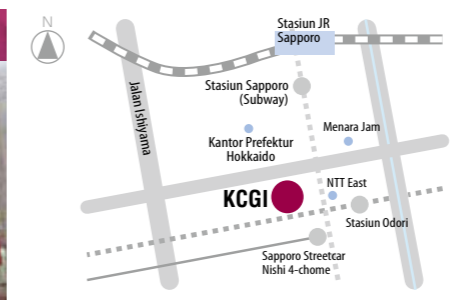 N
Stasiun JR
Sapporo
Jalan Ishiyama
Stasiun Sapporo
(Subway)
Menara Jam
Kantor Prefektur
Hokkaido
KCGI
NTT East
Stasiun Odori
Sapporo Streetcar
Nishi 4-chome